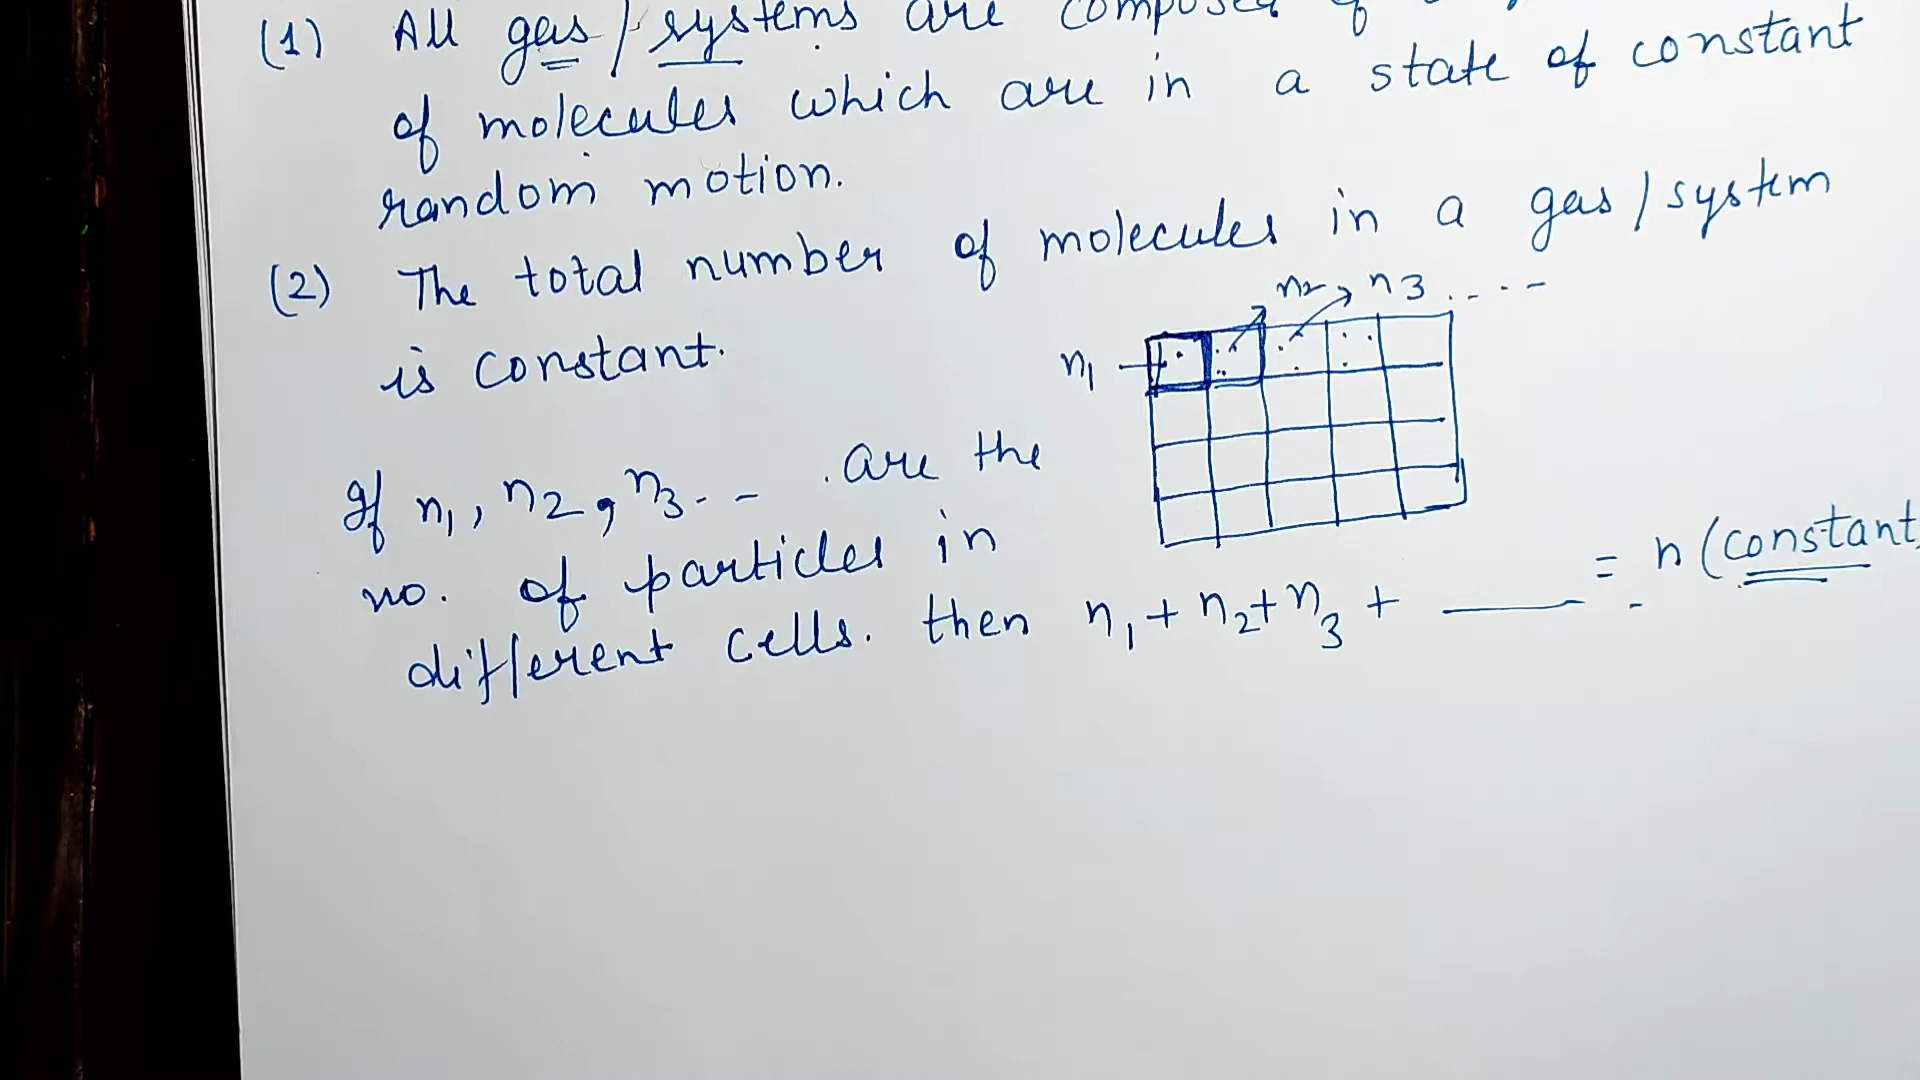 (1) All gas / systems are composed of
of molecules which are in a state of constant
random motion.
(2) The total number of molecules in a gas / system
is constant.
n2, n3 ....
n1
If n1, n2, n3.-- are the
no. of particles in
different cells. then n1 + n2 + n3 + —— = n (constant